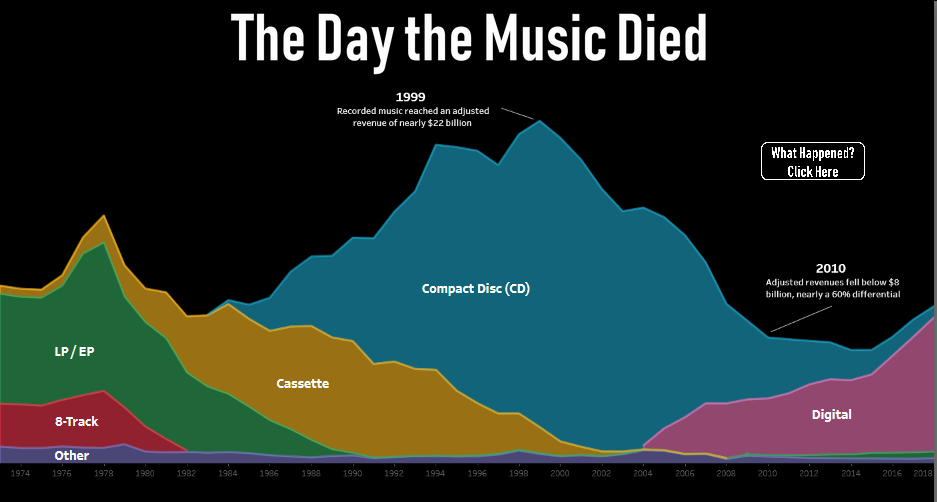 The Day the Music Died
1999
Recorded music reached an adjusted
revenue of nearly $22 billion
What Happened?
Click Here
2010
Adjusted revenues fell below $8
billion, nearly a 60% differential
Compact Disc (CD)
LP / EP
Cassette
8-Track
Digital
Other
1974 1976 1978 1980 1982 1984 1986 1988 1990 1992 1994 1996 1998 2000 2002 2004 2006 2008 2010 2012 2014 2016 2018